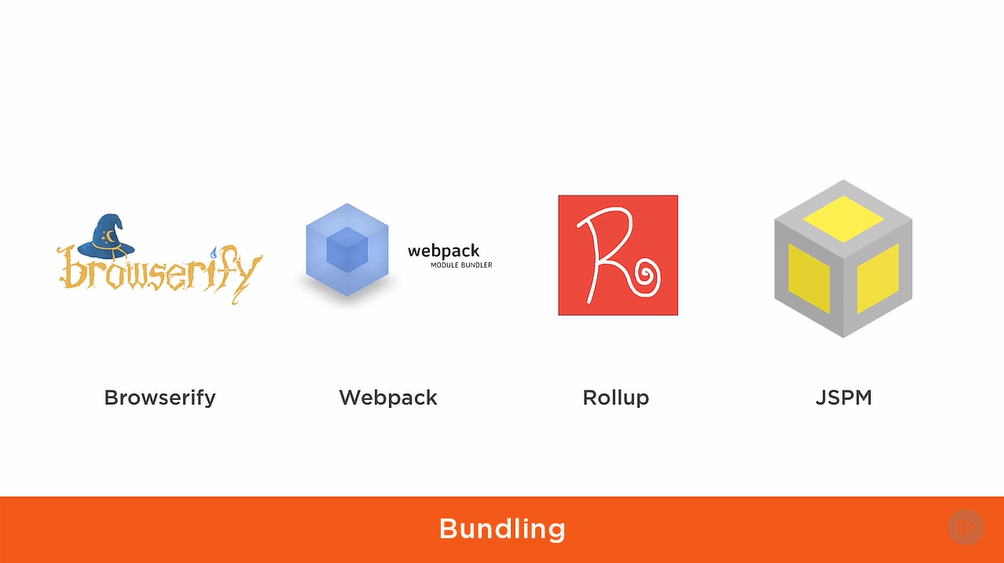 browserify
webpack
MODULE BUNDLER
R
Browserify
Webpack
Rollup
JSPM
Bundling